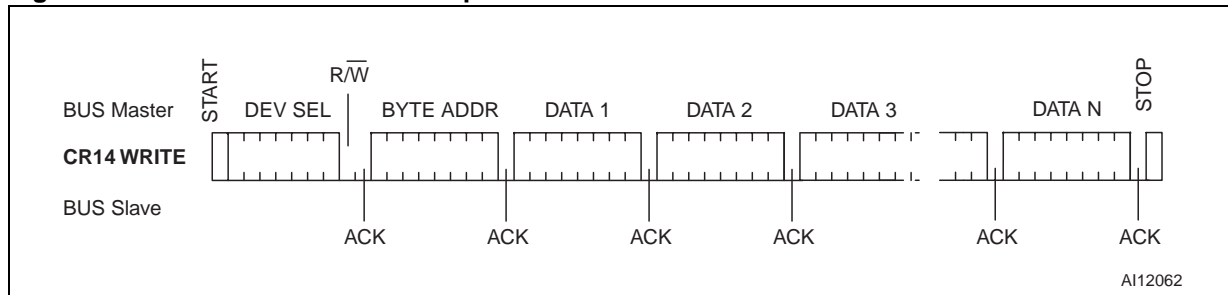 R/W
START
STOP
BUS Master
DEV SEL
BYTE ADDR
DATA 1
DATA 2
DATA 3
DATA N
CR14 WRITE
BUS Slave
ACK
ACK
ACK
ACK
ACK
ACK
AI12062